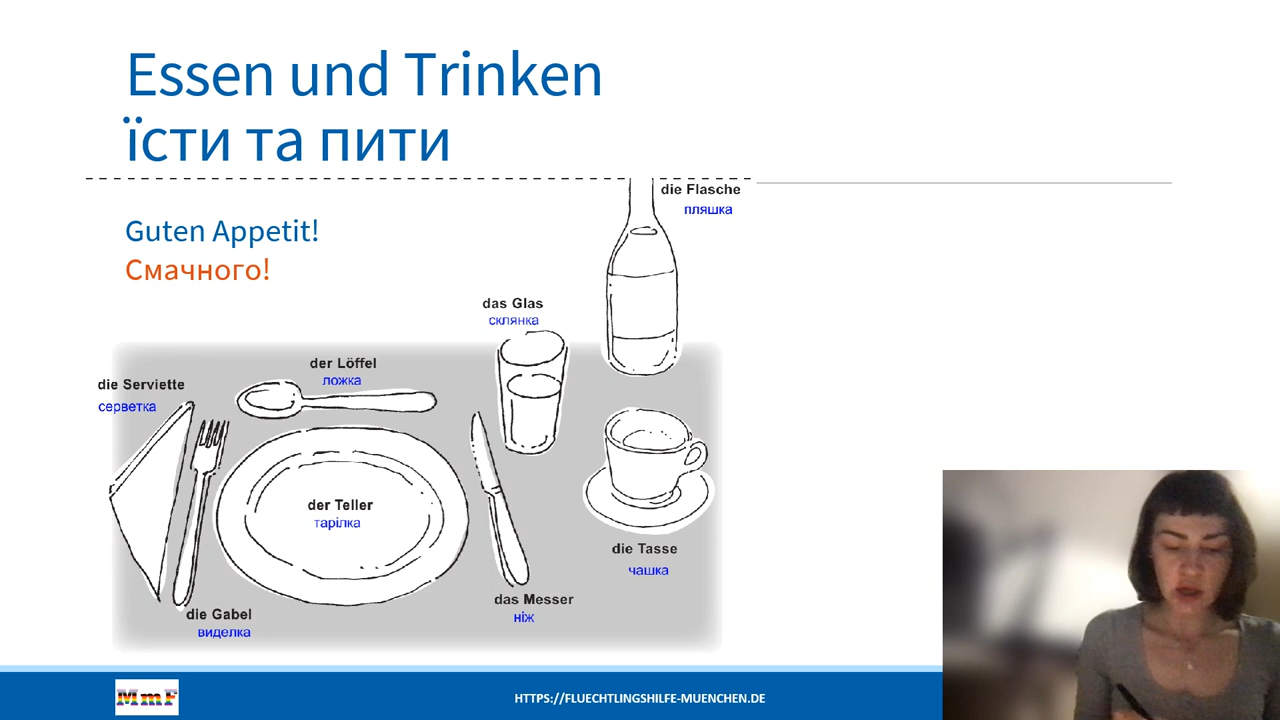 Essen und Trinken
їсти та пити
die Flasche
пляшка
Guten Appetit!
Смачного!
das Glas
склянка
der Löffel
ложка
die Serviette
серветка
der Teller
тарілка
die Tasse
чашка
das Messer
ніж
die Gabel
виделка
MmF
HTTPS://FLUECHTLINGSHILFE-MUENCHEN.DE